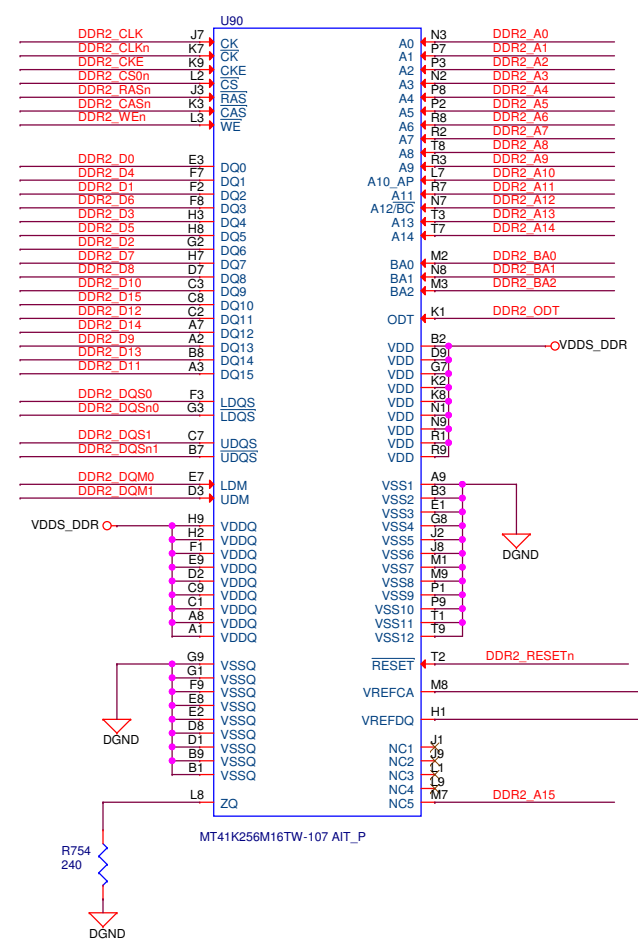 U90
DDR2_CLK J7 CK
DDR2_CLKn K7 CK
DDR2_CKE K9 CKE
DDR2_CS0n L2 CS
DDR2_RASn J3 RAS
DDR2_CASn K3 CAS
DDR2_WEn L3 WE
DDR2_D0 E3 DQ0
DDR2_D4 F7 DQ1
DDR2_D1 F2 DQ2
DDR2_D6 F8 DQ3
DDR2_D3 H3 DQ4
DDR2_D5 H8 DQ5
DDR2_D2 G2 DQ6
DDR2_D7 H7 DQ7
DDR2_D8 D7 DQ8
DDR2_D10 C3 DQ9
DDR2_D15 C8 DQ10
DDR2_D12 C2 DQ11
DDR2_D14 A7 DQ12
DDR2_D9 A2 DQ13
DDR2_D13 B8 DQ14
DDR2_D11 A3 DQ15
DDR2_DQS0 F3 LDQS
DDR2_DQSn0 G3 LDQS
DDR2_DQS1 C7 UDQS
DDR2_DQSn1 B7 UDQS
DDR2_DQM0 E7 LDM
DDR2_DQM1 D3 UDM
VDDS_DDR H9 VDDQ
H2 VDDQ
F1 VDDQ
E9 VDDQ
D2 VDDQ
C9 VDDQ
C1 VDDQ
A8 VDDQ
A1 VDDQ
G9 VSSQ
G1 VSSQ
F9 VSSQ
E8 VSSQ
E2 VSSQ
D8 VSSQ
D1 VSSQ
B9 VSSQ
B1 VSSQ
DGND
L8 ZQ
R754
240
DGND
A0 N3 DDR2_A0
A1 P7 DDR2_A1
A2 P3 DDR2_A2
A3 N2 DDR2_A3
A4 P8 DDR2_A4
A5 P2 DDR2_A5
A6 R8 DDR2_A6
A7 R2 DDR2_A7
A8 T8 DDR2_A8
A9 R3 DDR2_A9
A10_AP L7 DDR2_A10
A11 R7 DDR2_A11
A12/BC N7 DDR2_A12
A13 T3 DDR2_A13
A14 T7 DDR2_A14
BA0 M2 DDR2_BA0
BA1 N8 DDR2_BA1
BA2 M3 DDR2_BA2
ODT K1 DDR2_ODT
VDD B2 VDDS_DDR
VDD D9
VDD G7
VDD K2
VDD K8
VDD N1
VDD N9
VDD R1
VDD R9
VSS1 A9
VSS2 B3
VSS3 E1
VSS4 G8
VSS5 J2
VSS6 J8
VSS7 M1
VSS8 M9
VSS9 P1
VSS10 P9
VSS11 T1
VSS12 T9
DGND
RESET T2 DDR2_RESETn
VREFCA M8
VREFDQ H1
NC1 J1
NC2 J9
NC3 L1
NC4 L9
NC5 M7 DDR2_A15
MT41K256M16TW-107 AIT_P